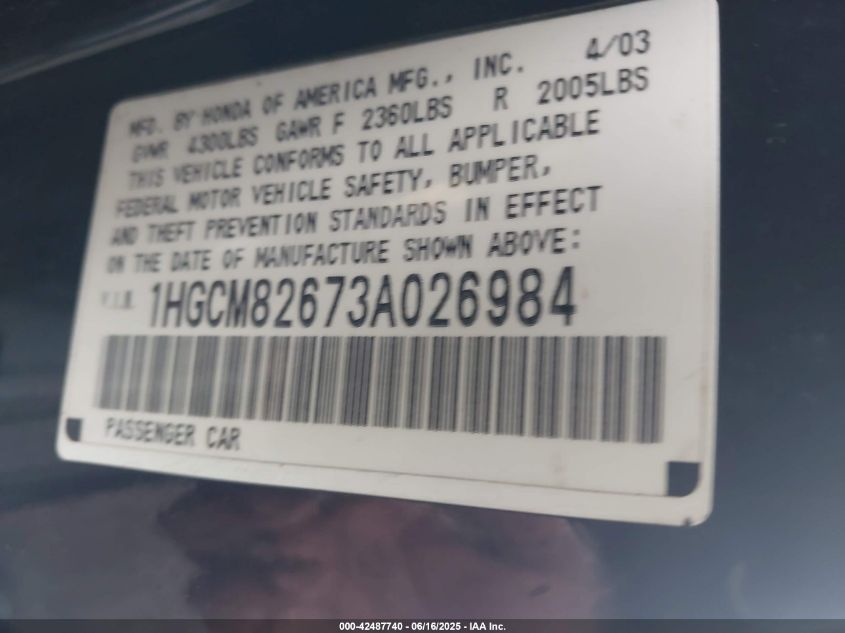 MFD. BY HONDA OF AMERICA MFG., INC. 4/03
GVWR 4300LBS GAWR F 2360LBS R 2005LBS
THIS VEHICLE CONFORMS TO ALL APPLICABLE
FEDERAL MOTOR VEHICLE SAFETY, BUMPER,
AND THEFT PREVENTION STANDARDS IN EFFECT
ON THE DATE OF MANUFACTURE SHOWN ABOVE:
V.I.N. 1HGCM82673A026984
PASSENGER CAR
000-42487740 - 06/16/2025 - IAA Inc.